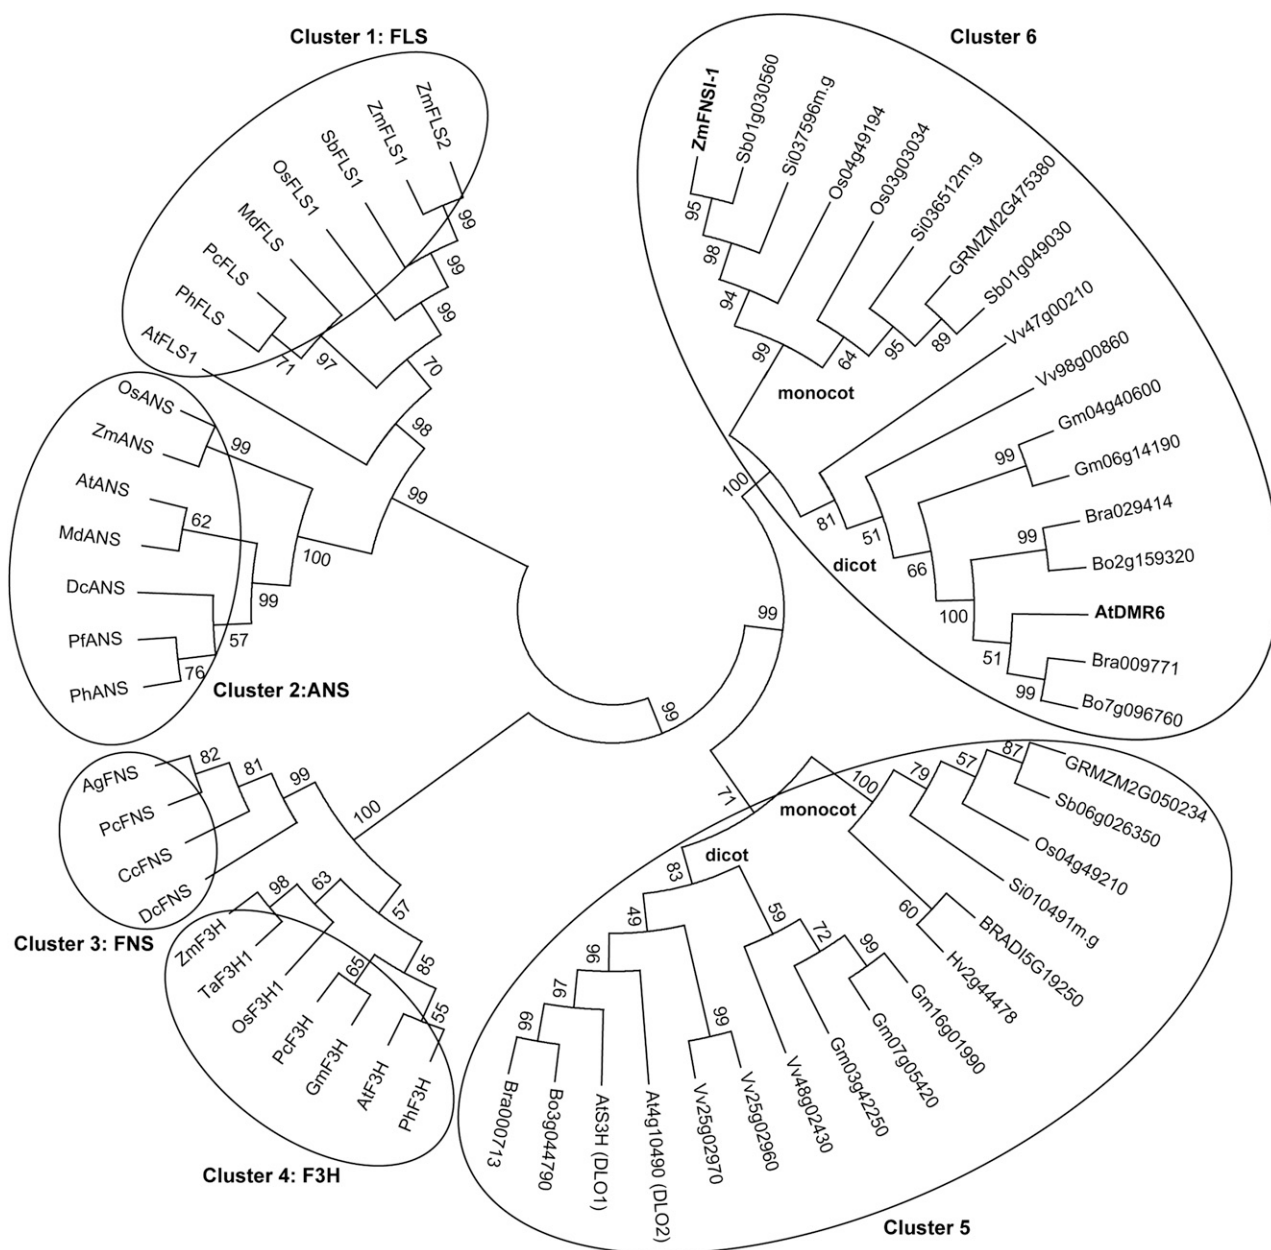 Cluster 1: FLS
ZmFLS2
ZmFLS1
SbFLS1
OsFLS1
MdFLS
PcFLS
PhFLS
AtFLS1
99
99
99
70
97
71
98
99
OsANS
ZmANS
AtANS
MdANS
DcANS
PfANS
PhANS
99
62
100
99
57
76
Cluster 2:ANS
AgFNS
PcFNS
CcFNS
DcFNS
82
81
99
100
57
Cluster 3: FNS
ZmF3H
TaF3H1
OsF3H1
PcF3H
GmF3H
AtF3H
PhF3H
98
63
65
85
55
Cluster 4: F3H
Cluster 6
ZmFNSI-1
Sb01g030560
Si037596m.g
Os04g49194
Os03g03034
Si036512m.g
GRMZM2G475380
Sb01g049030
Vv47g00210
Vv98g00860
Gm04g40600
Gm06g14190
Bra029414
Bo2g159320
AtDMR6
Bra009771
Bo7g096760
95
98
94
99
64
95
89
monocot
100
81
51
dicot
66
99
99
100
51
99
99
99
71
monocot
100
79
57
87
GRMZM2G050234
Sb06g026350
Os04g49210
Si010491m.g
BRADI5G19250
Hv2g44478
60
dicot
83
49
59
72
99
96
97
99
99
Gm16g01990
Gm07g05420
Gm03g42250
Vv48g02430
Vv25g02960
Vv25g02970
At4g10490 (DLO2)
AtS3H (DLO1)
Bo3g044790
Bra000713
Cluster 5